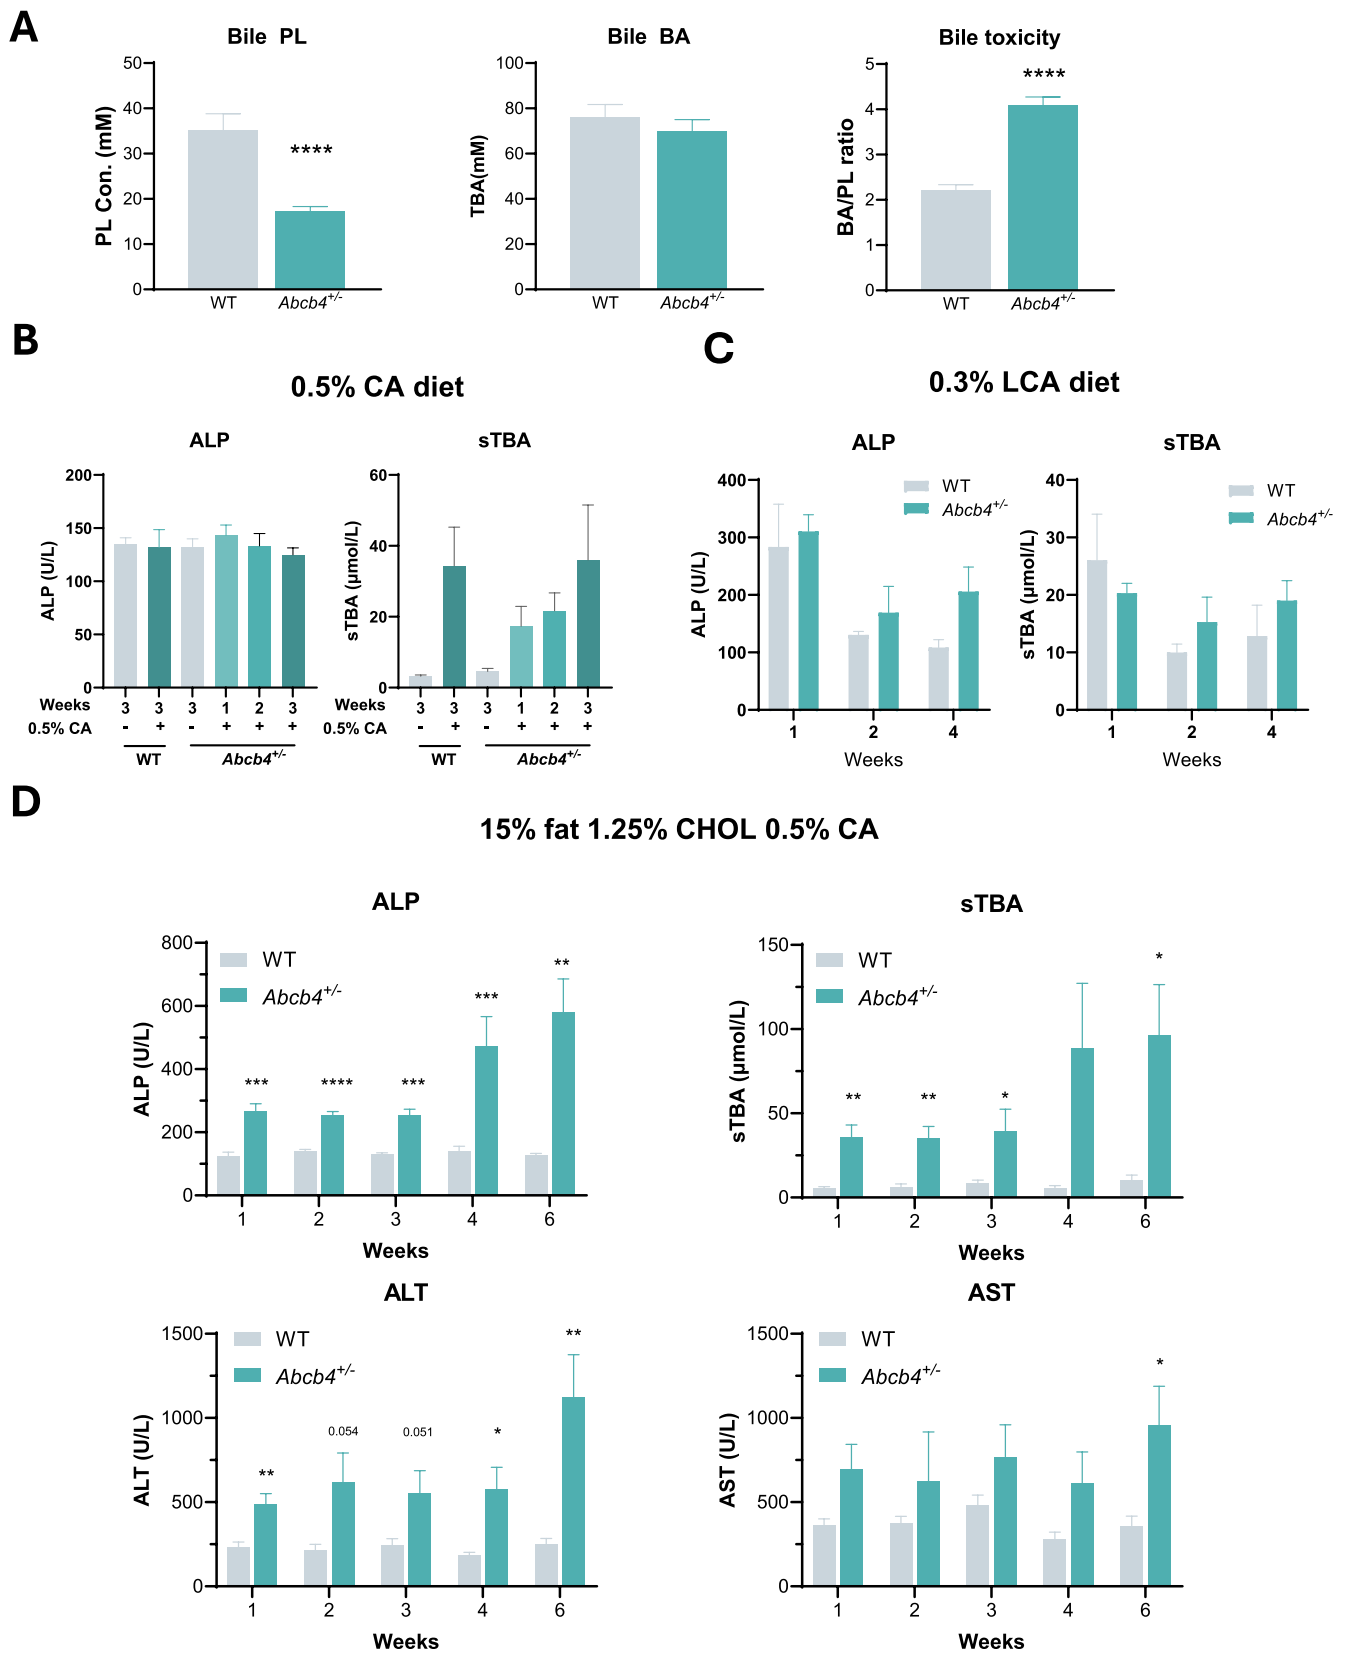 A
Bile PL
Bile BA
Bile toxicity
PL Con. (mM)
50
40
30
20
10
0
****
WT
Abcb4+/-
TBA(mM)
100
80
60
40
20
0
WT
Abcb4+/-
BA/PL ratio
5
4
3
2
1
0
****
WT
Abcb4+/-
B
0.5% CA diet
ALP
ALP (U/L)
200
150
100
50
0
Weeks 3 3 3 1 2 3
0.5% CA - + - + + +
WT
Abcb4+/-
sTBA
sTBA (µmol/L)
60
40
20
0
Weeks 3 3 3 1 2 3
0.5% CA - + - + + +
WT
Abcb4+/-
C
0.3% LCA diet
ALP
WT
Abcb4+/-
ALP (U/L)
400
300
200
100
0
1 2 4
Weeks
sTBA
WT
Abcb4+/-
sTBA (µmol/L)
40
30
20
10
0
1 2 4
Weeks
D
15% fat 1.25% CHOL 0.5% CA
ALP
WT
Abcb4+/-
ALP (U/L)
800
600
400
200
0
*** **** *** *** **
1 2 3 4 6
Weeks
sTBA
WT
Abcb4+/-
sTBA (µmol/L)
150
100
50
0
** ** * *
1 2 3 4 6
Weeks
ALT
WT
Abcb4+/-
ALT (U/L)
1500
1000
500
0
** 0.054 0.051 * **
1 2 3 4 6
Weeks
AST
WT
Abcb4+/-
AST (U/L)
1500
1000
500
0
*
1 2 3 4 6
Weeks